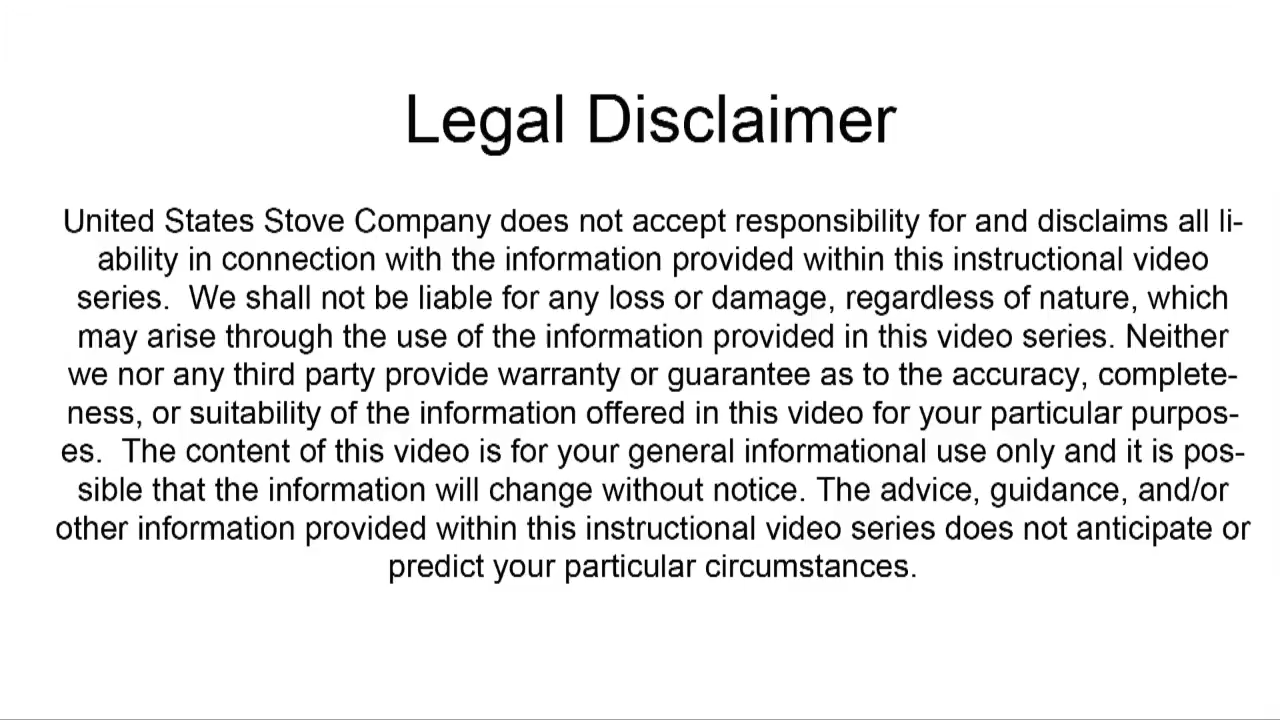 Legal Disclaimer
United States Stove Company does not accept responsibility for and disclaims all li-
ability in connection with the information provided within this instructional video
series.  We shall not be liable for any loss or damage, regardless of nature, which
may arise through the use of the information provided in this video series. Neither
we nor any third party provide warranty or guarantee as to the accuracy, complete-
ness, or suitability of the information offered in this video for your particular purpos-
es.  The content of this video is for your general informational use only and it is pos-
sible that the information will change without notice. The advice, guidance, and/or
other information provided within this instructional video series does not anticipate or
predict your particular circumstances.